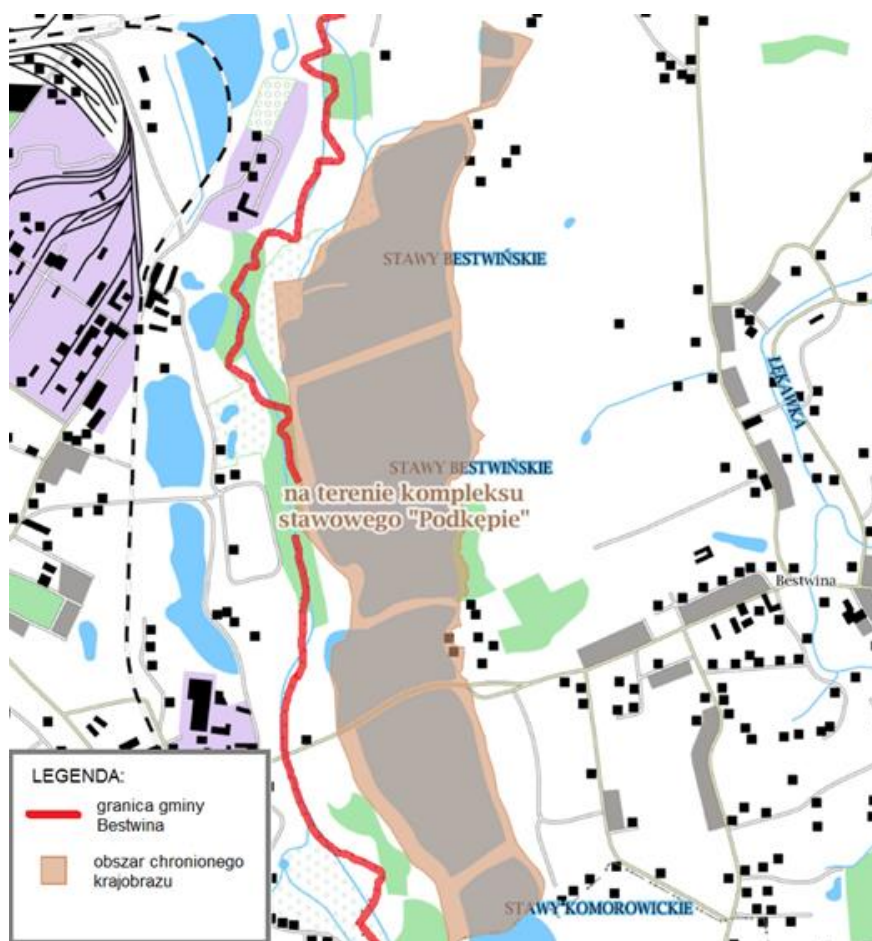 STAWY BESTWIŃSKIE
ŁĘKAWKA
STAWY BESTWIŃSKIE
na terenie kompleksu
stawowego "Podkępie"
Bestwina
STAWY KOMOROWICKIE
LEGENDA:
granica gminy
Bestwina
obszar chronionego
krajobrazu